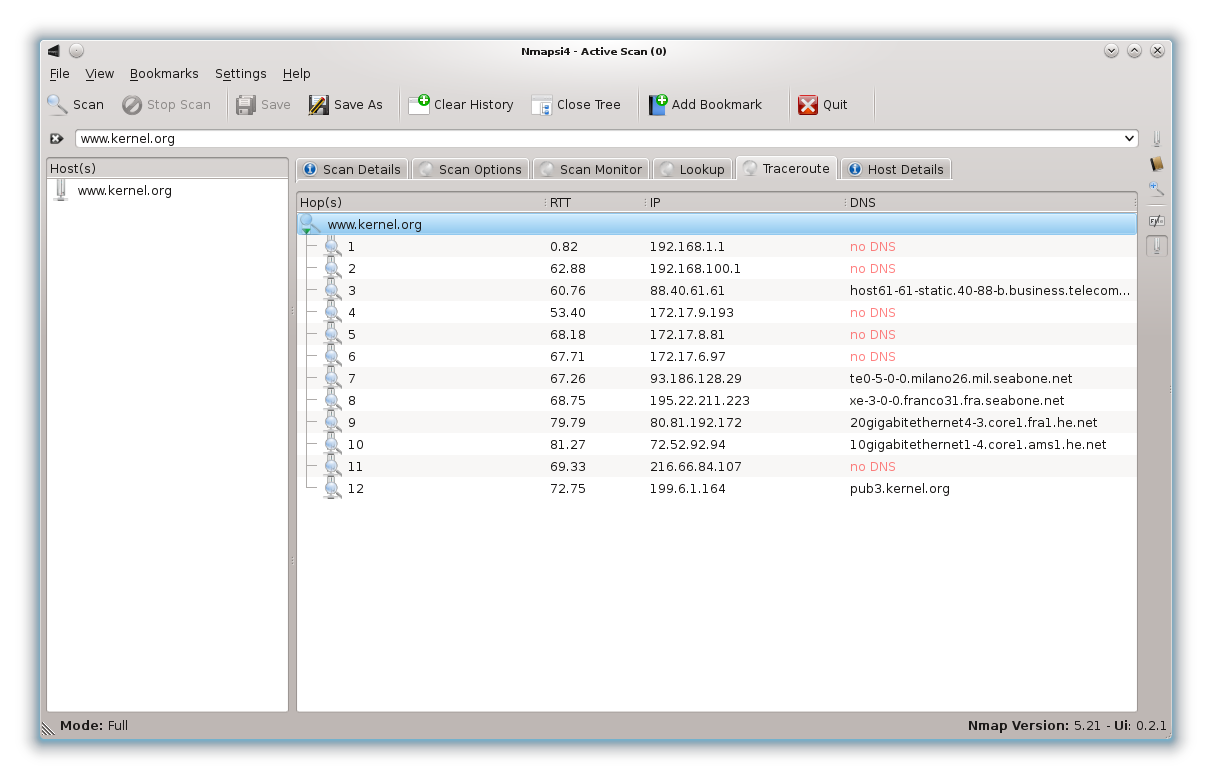 Nmapsi4 - Active Scan (0)
File View Bookmarks Settings Help
Scan Stop Scan Save Save As Clear History Close Tree Add Bookmark Quit
www.kernel.org
Host(s)
www.kernel.org
Scan Details Scan Options Scan Monitor Lookup Traceroute Host Details
Hop(s) RTT IP DNS
www.kernel.org
1 0.82 192.168.1.1 no DNS
2 62.88 192.168.100.1 no DNS
3 60.76 88.40.61.61 host61-61-static.40-88-b.business.telecom...
4 53.40 172.17.9.193 no DNS
5 68.18 172.17.8.81 no DNS
6 67.71 172.17.6.97 no DNS
7 67.26 93.186.128.29 te0-5-0-0.milano26.mil.seabone.net
8 68.75 195.22.211.223 xe-3-0-0.franco31.fra.seabone.net
9 79.79 80.81.192.172 20gigabitethernet4-3.core1.fra1.he.net
10 81.27 72.52.92.94 10gigabitethernet1-4.core1.ams1.he.net
11 69.33 216.66.84.107 no DNS
12 72.75 199.6.1.164 pub3.kernel.org
Mode: Full
Nmap Version: 5.21 - Ui: 0.2.1